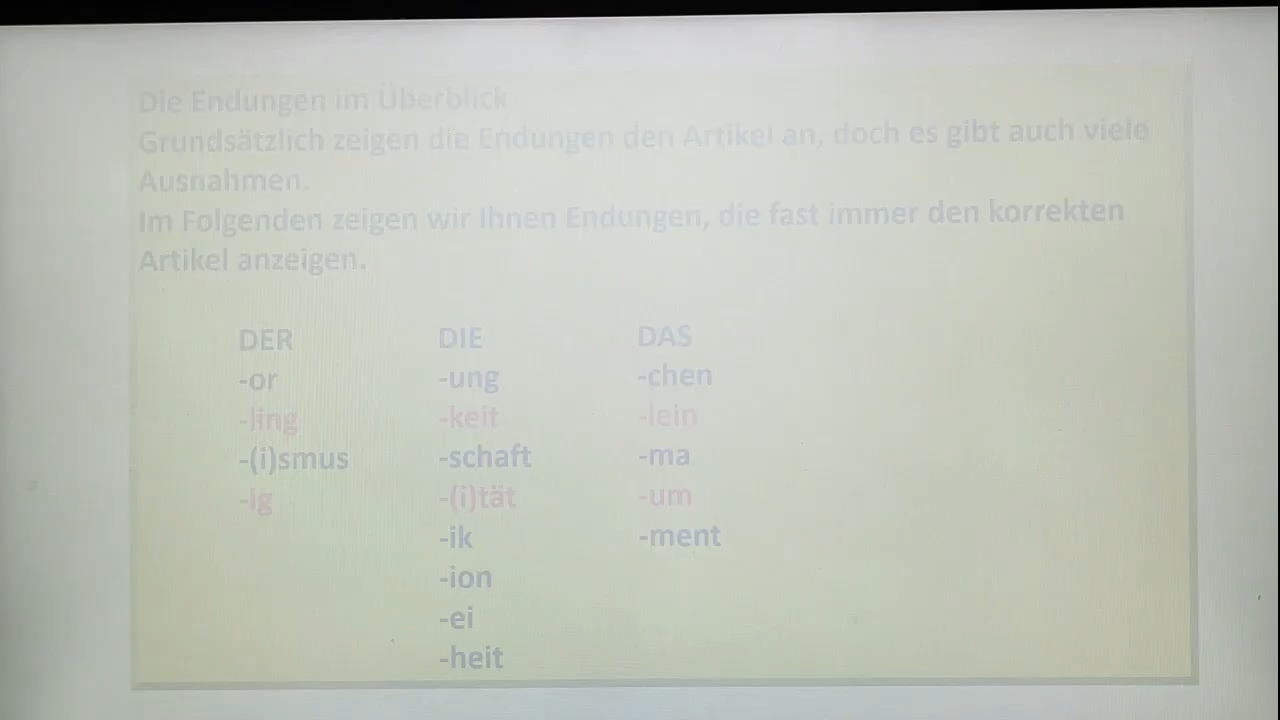 Die Endungen im Überblick
Grundsätzlich zeigen die Endungen den Artikel an, doch es gibt auch viele
Ausnahmen.
Im Folgenden zeigen wir Ihnen Endungen, die fast immer den korrekten
Artikel anzeigen.
DER DIE DAS
-or -ung -chen
-ling -keit -lein
-(i)smus -schaft -ma
-ig -(i)tät -um
-ik -ment
-ion
-ei
-heit